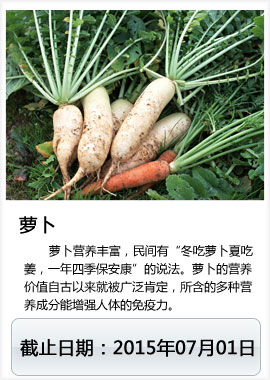 萝卜
萝卜营养丰富，民间有“冬吃萝卜夏吃
姜，一年四季保安康”的说法。萝卜的营养
价值自古以来就被广泛肯定，所含的多种营
养成分能增强人体的免疫力。
截止日期：2015年07月01日